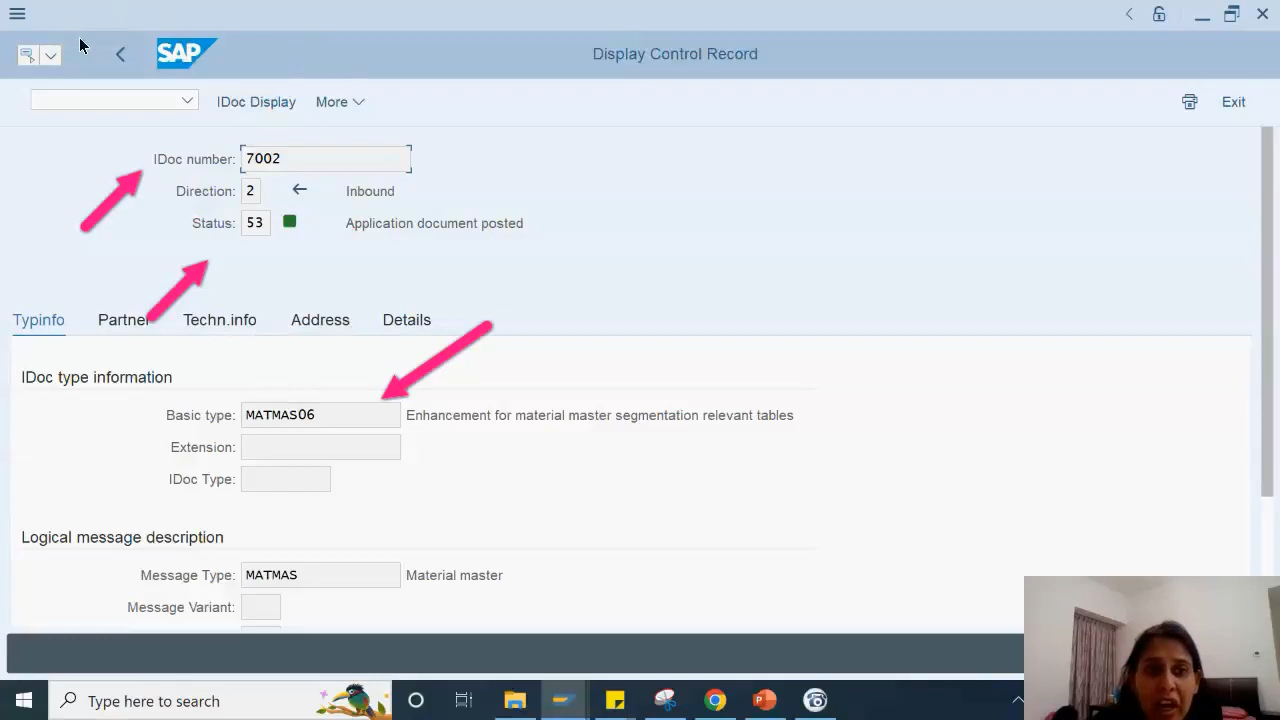 SAP
Display Control Record
IDoc Display More
Exit
IDoc number: 7002
Direction: 2 Inbound
Status: 53 Application document posted
Typinfo Partner Techn.info Address Details
IDoc type information
Basic type: MATMAS06 Enhancement for material master segmentation relevant tables
Extension:
IDoc Type:
Logical message description
Message Type: MATMAS Material master
Message Variant:
Type here to search